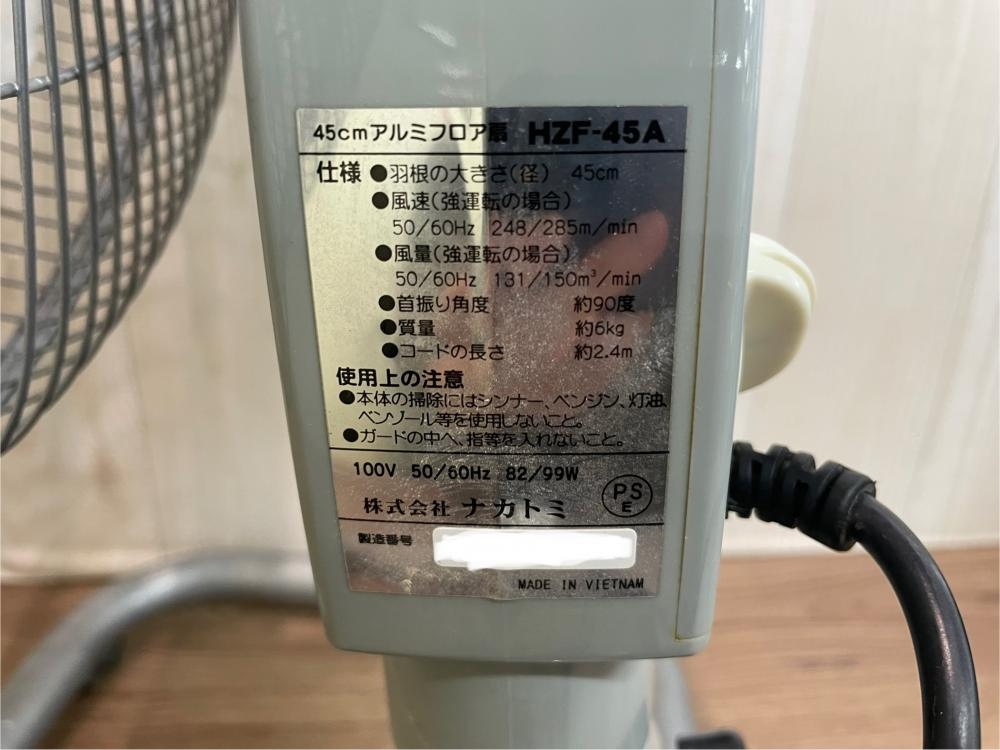 45cmアルミフロア扇 HZF-45A
仕様 ●羽根の大きさ(径) 45cm
●風速(強運転の場合)
50/60Hz 248/285m/min
●風量(強運転の場合)
50/60Hz 131/150m³/min
●首振り角度 約90度
●質量 約6kg
●コードの長さ 約2.4m
使用上の注意
●本体の掃除にはシンナー、ベンジン、灯油、
ベンゾール等を使用しないこと。
●ガードの中へ、指等を入れないこと。
100V 50/60Hz 82/99W
株式会社 ナカトミ PS E
製造番号
MADE IN VIETNAM